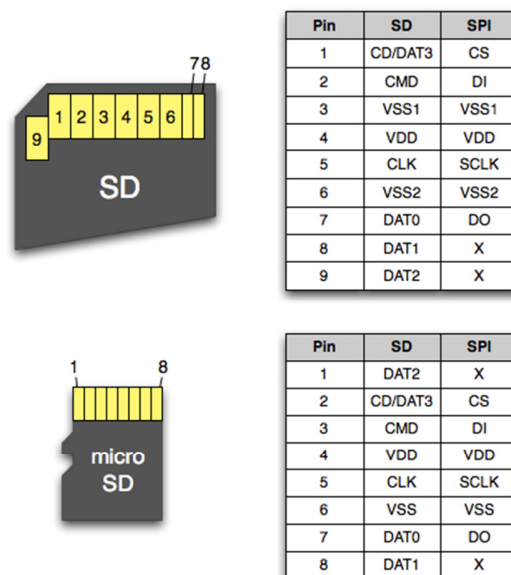 78
1 2 3 4 5 6
9
SD
Pin SD SPI
1 CD/DAT3 CS
2 CMD DI
3 VSS1 VSS1
4 VDD VDD
5 CLK SCLK
6 VSS2 VSS2
7 DAT0 DO
8 DAT1 X
9 DAT2 X
1 8
micro
SD
Pin SD SPI
1 DAT2 X
2 CD/DAT3 CS
3 CMD DI
4 VDD VDD
5 CLK SCLK
6 VSS VSS
7 DAT0 DO
8 DAT1 X